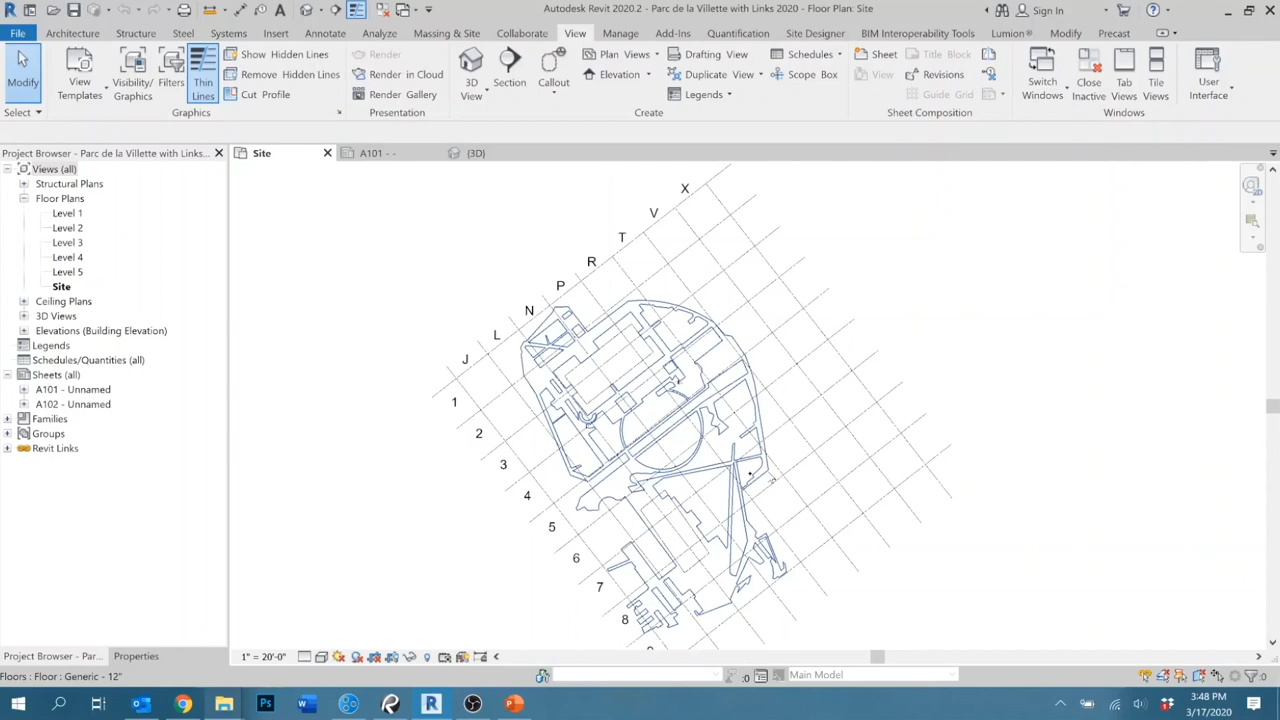 Autodesk Revit 2020.2 - Parc de la Villette with Links 2020 - Floor Plan: Site
Sign In
File Architecture Structure Steel Systems Insert Annotate Analyze Massing & Site Collaborate View Manage Add-Ins Quantification Site Designer BIM Interoperability Tools Lumion® Modify Precast
Modify
View Templates
Visibility/ Graphics
Filters
Thin Lines
Show Hidden Lines
Remove Hidden Lines
Cut Profile
Render
Render in Cloud
Render Gallery
3D View
Section
Callout
Plan Views
Elevation
Drafting View
Duplicate View
Legends
Schedules
Scope Box
Sheet
View
Title Block
Revisions
Guide Grid
Switch Windows
Close Inactive
Tab Views
Tile Views
User Interface
Select
Graphics
Presentation
Create
Sheet Composition
Windows
Project Browser - Parc de la Villette with Links...
Site
A101 - -
{3D}
Views (all)
Structural Plans
Floor Plans
Level 1
Level 2
Level 3
Level 4
Level 5
Site
Ceiling Plans
3D Views
Elevations (Building Elevation)
Legends
Schedules/Quantities (all)
Sheets (all)
A101 - Unnamed
A102 - Unnamed
Families
Groups
Revit Links
X
V
T
R
P
N
L
J
1
2
3
4
5
6
7
8
Project Browser - Par...
Properties
1" = 20'-0"
Floors : Floor : Generic - 12"
:0
Main Model
:0
3:48 PM
3/17/2020